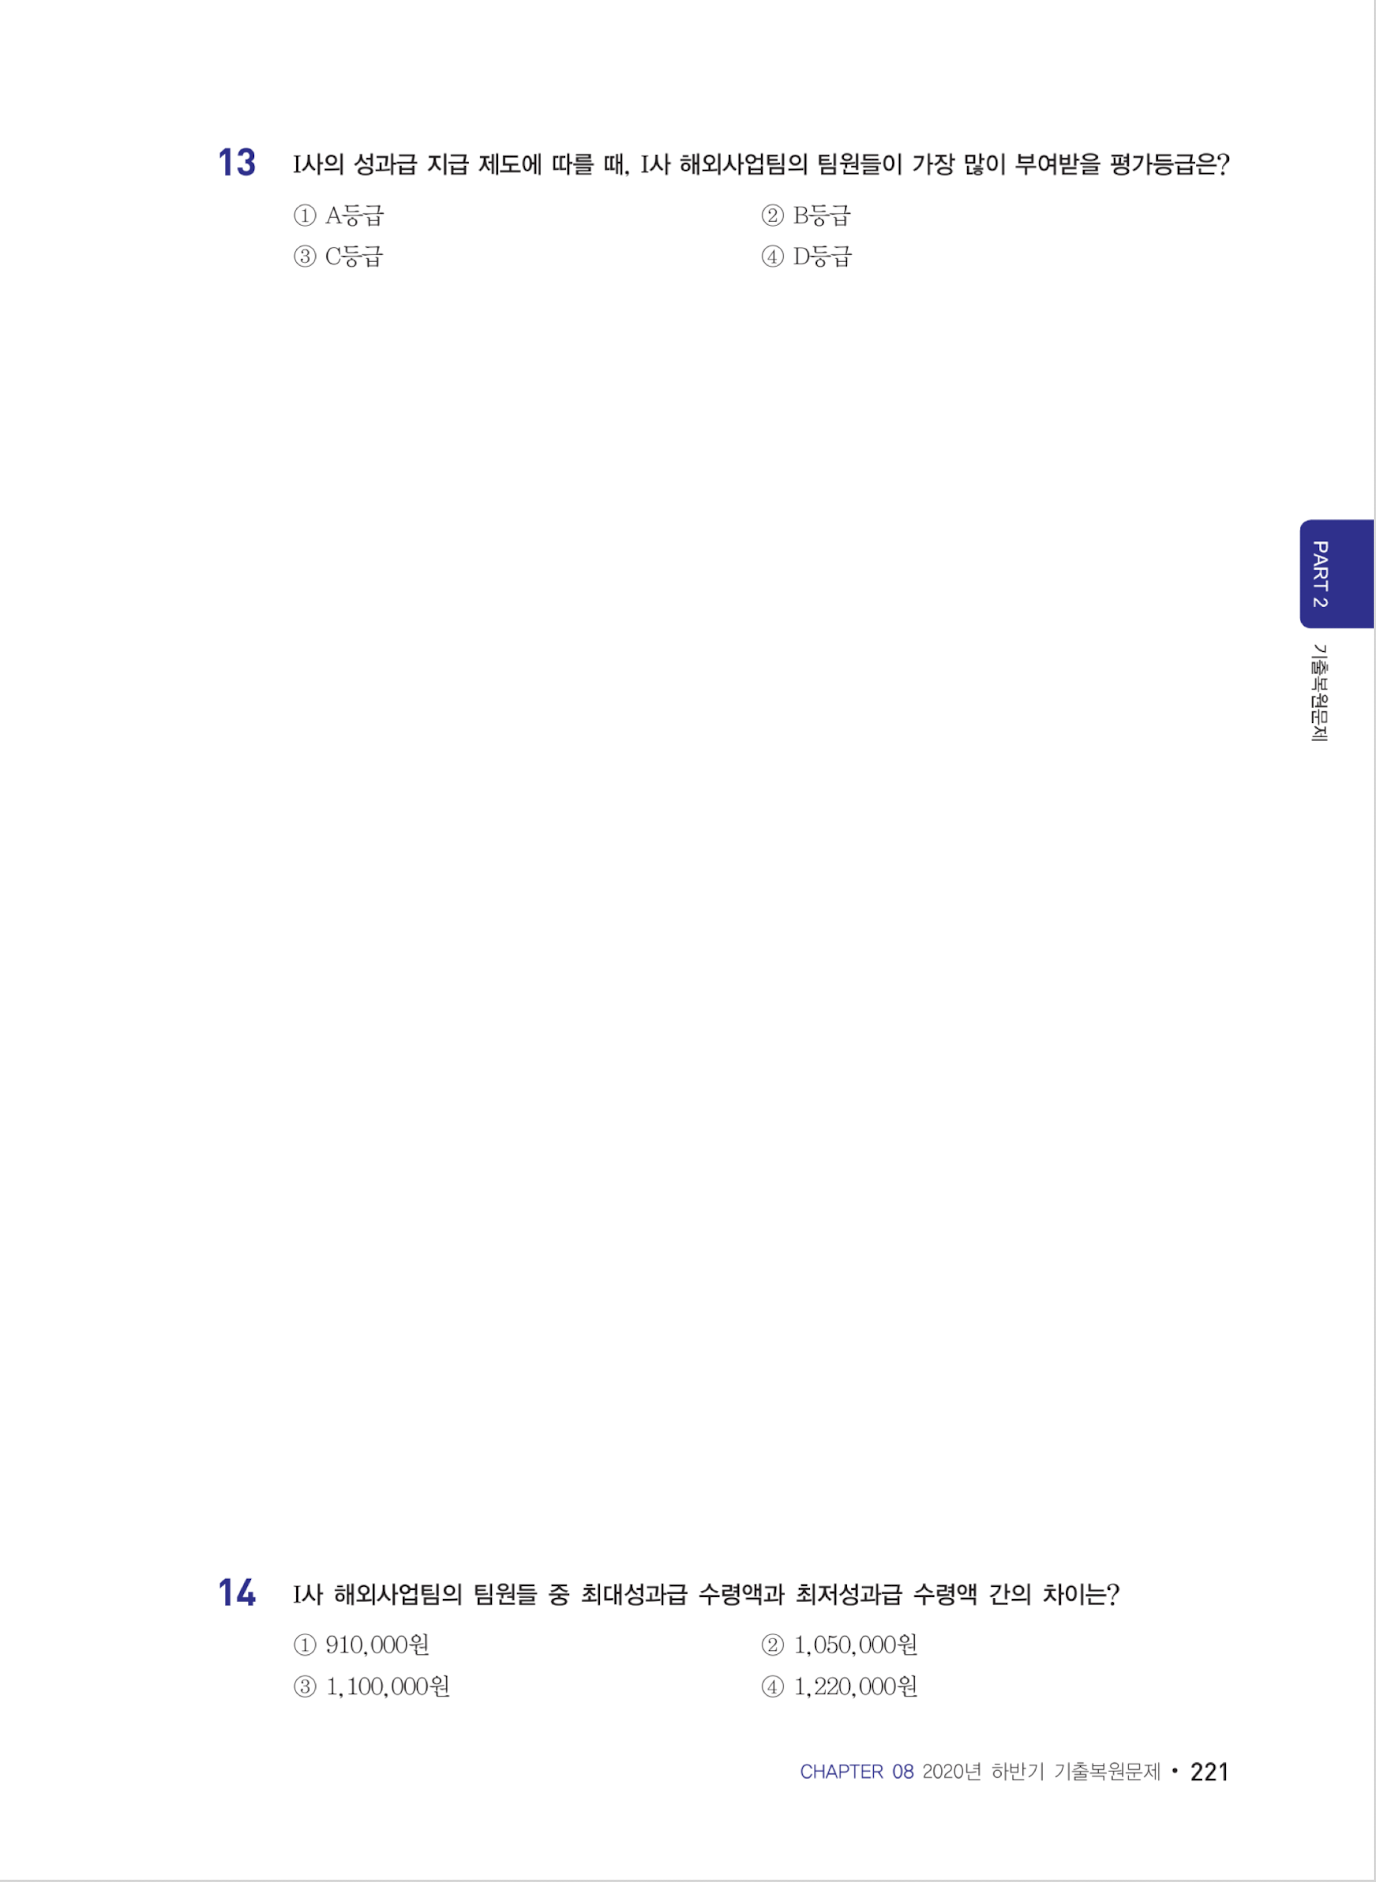 13 I사의 성과급 지급 제도에 따를 때, I사 해외사업팀의 팀원들이 가장 많이 부여받을 평가등급은?
① A등급 ② B등급
③ C등급 ④ D등급
PART 2
기출복원문제
14 I사 해외사업팀의 팀원들 중 최대성과급 수령액과 최저성과급 수령액 간의 차이는?
① 910,000원 ② 1,050,000원
③ 1,100,000원 ④ 1,220,000원
CHAPTER 08 2020년 하반기 기출복원문제 • 221